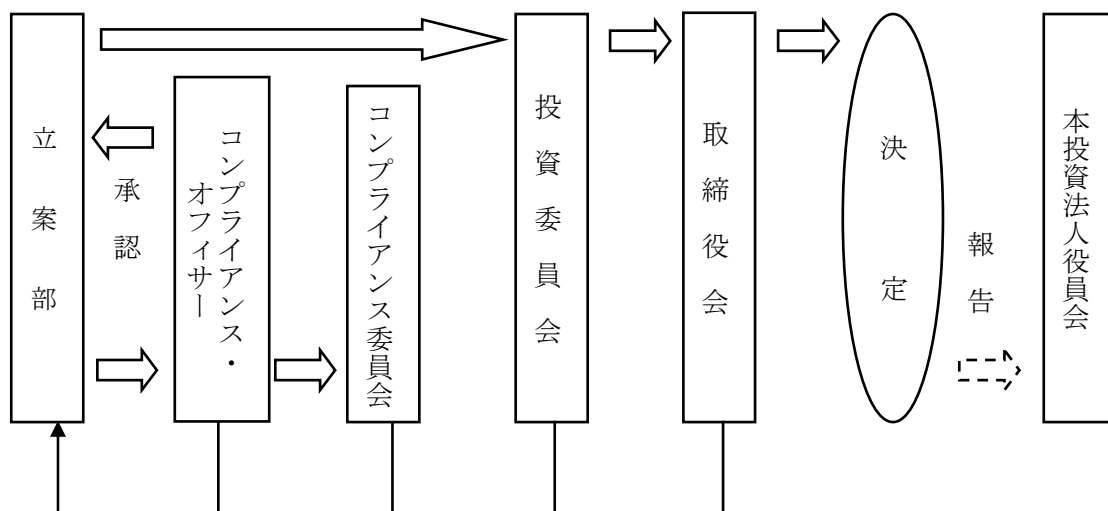 立案部
承認
コンプライアンス・
オフィサー
コンプライアンス委員会
投資委員会
取締役会
決定
報告
本投資法人役員会